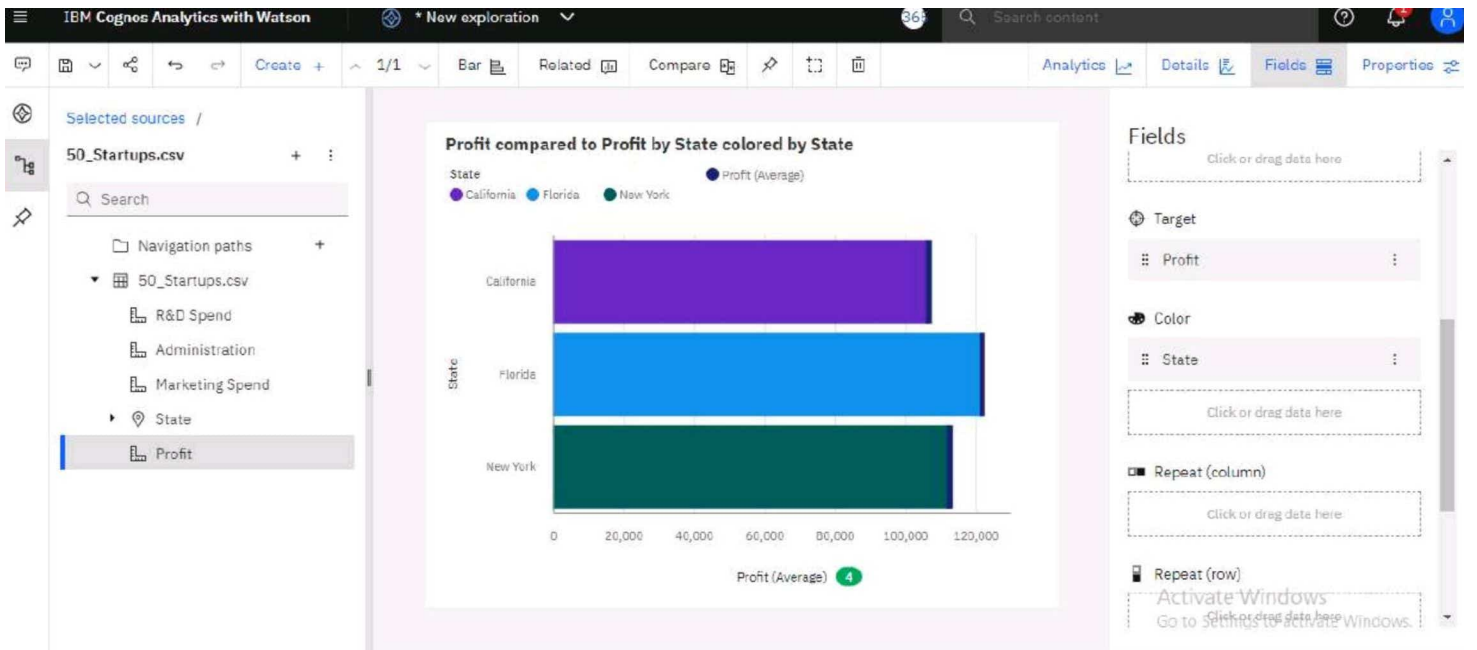 IBM Cognos Analytics with Watson
* New exploration
Search content
Create +
1/1
Bar
Related
Compare
Analytics
Details
Fields
Properties
Selected sources /
50_Startups.csv
Search
Navigation paths
50_Startups.csv
R&D Spend
Administration
Marketing Spend
State
Profit
Profit compared to Profit by State colored by State
State
Profit (Average)
California
Florida
New York
State
California
Florida
New York
0 20,000 40,000 60,000 80,000 100,000 120,000
Profit (Average) 4
Fields
Click or drag data here
Target
Profit
Color
State
Click or drag data here
Repeat (column)
Click or drag data here
Repeat (row)
Click or drag data here
Activate Windows
Go to Settings to activate Windows.